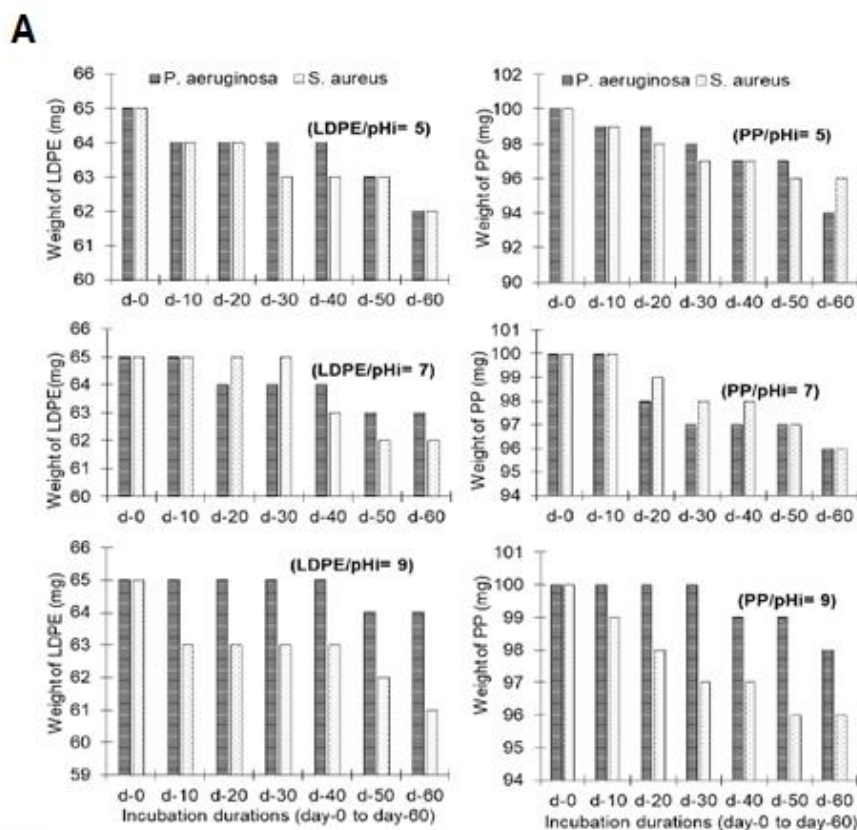 A
P. aeruginosa S. aureus
(LDPE/pHi= 5)
Weight of LDPE (mg)
66
65
64
63
62
61
60
d-0 d-10 d-20 d-30 d-40 d-50 d-60
P. aeruginosa S. aureus
(PP/pHi= 5)
Weight of PP (mg)
102
100
98
96
94
92
90
d-0 d-10 d-20 d-30 d-40 d-50 d-60
(LDPE/pHi= 7)
Weight of LDPE(mg)
66
65
64
63
62
61
60
d-0 d-10 d-20 d-30 d-40 d-50 d-60
(PP/pHi= 7)
Weight of PP (mg)
101
100
99
98
97
96
95
94
d-0 d-10 d-20 d-30 d-40 d-50 d-60
(LDPE/pHi= 9)
Weight of LDPE (mg)
66
65
64
63
62
61
60
59
d-0 d-10 d-20 d-30 d-40 d-50 d-60
Incubation durations (day-0 to day-60)
(PP/pHi= 9)
Weight of PP (mg)
101
100
99
98
97
96
95
94
d-0 d-10 d-20 d-30 d-40 d-50 d-60
Incubation durations (day-0 to day-60)